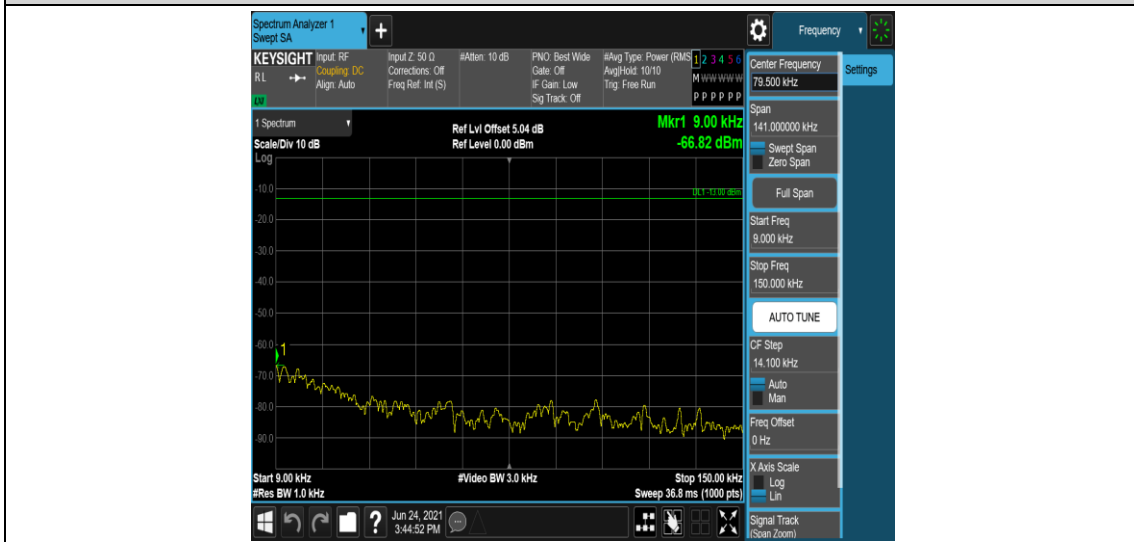 Spectrum Analyzer 1
Swept SA
+
Frequency
KEYSIGHT
RL
LXI
Input: RF
Coupling: DC
Align: Auto
Input Z: 50 Ω
Corrections: Off
Freq Ref: Int (S)
#Atten: 10 dB
PNO: Best Wide
Gate: Off
IF Gain: Low
Sig Track: Off
#Avg Type: Power (RMS
Avg|Hold: 10/10
Trig: Free Run
1 2 3 4 5 6
M W W W W W
P P P P P P
1 Spectrum
Scale/Div 10 dB
Log
Ref Lvl Offset 5.04 dB
Ref Level 0.00 dBm
Mkr1 9.00 kHz
-66.82 dBm
DL1 -13.00 dBm
-10.0
-20.0
-30.0
-40.0
-50.0
-60.0
1
-70.0
-80.0
-90.0
Start 9.00 kHz
#Res BW 1.0 kHz
#Video BW 3.0 kHz
Stop 150.00 kHz
Sweep 36.8 ms (1000 pts)
Center Frequency
79.500 kHz
Settings
Span
141.000000 kHz
Swept Span
Zero Span
Full Span
Start Freq
9.000 kHz
Stop Freq
150.000 kHz
AUTO TUNE
CF Step
14.100 kHz
Auto
Man
Freq Offset
0 Hz
X Axis Scale
Log
Lin
Signal Track
(Span Zoom)
?
Jun 24, 2021
3:44:52 PM